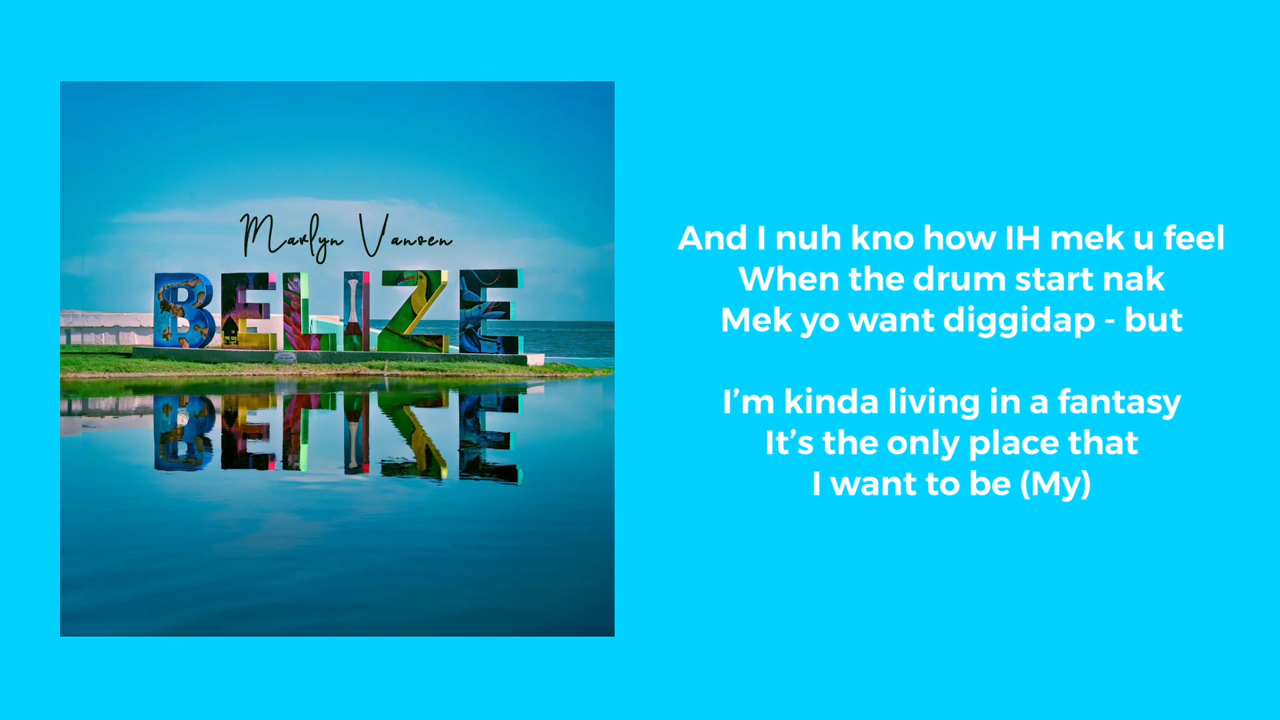 Marlyn Vansen
BELIZE
And I nuh kno how IH mek u feel
When the drum start nak
Mek yo want diggidap - but
I’m kinda living in a fantasy
It’s the only place that
I want to be (My)